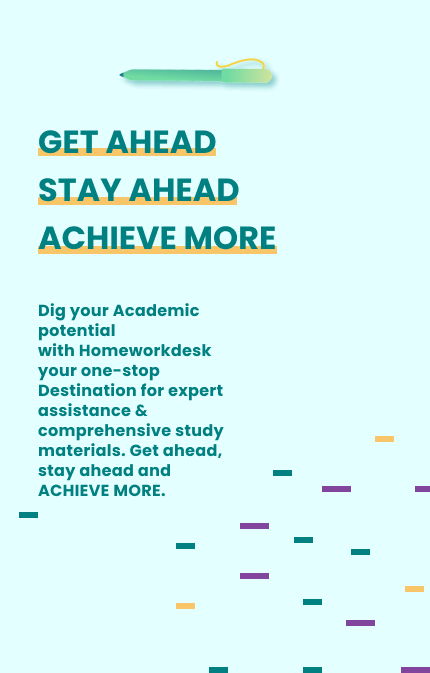 GET AHEAD
STAY AHEAD
ACHIEVE MORE
Dig your Academic
potential
with Homeworkdesk
your one-stop
Destination for expert
assistance &
comprehensive study
materials. Get ahead,
stay ahead and
ACHIEVE MORE.